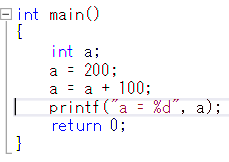 int main()
{
    int a;
    a = 200;
    a = a + 100;
    printf("a = %d", a);
    return 0;
}